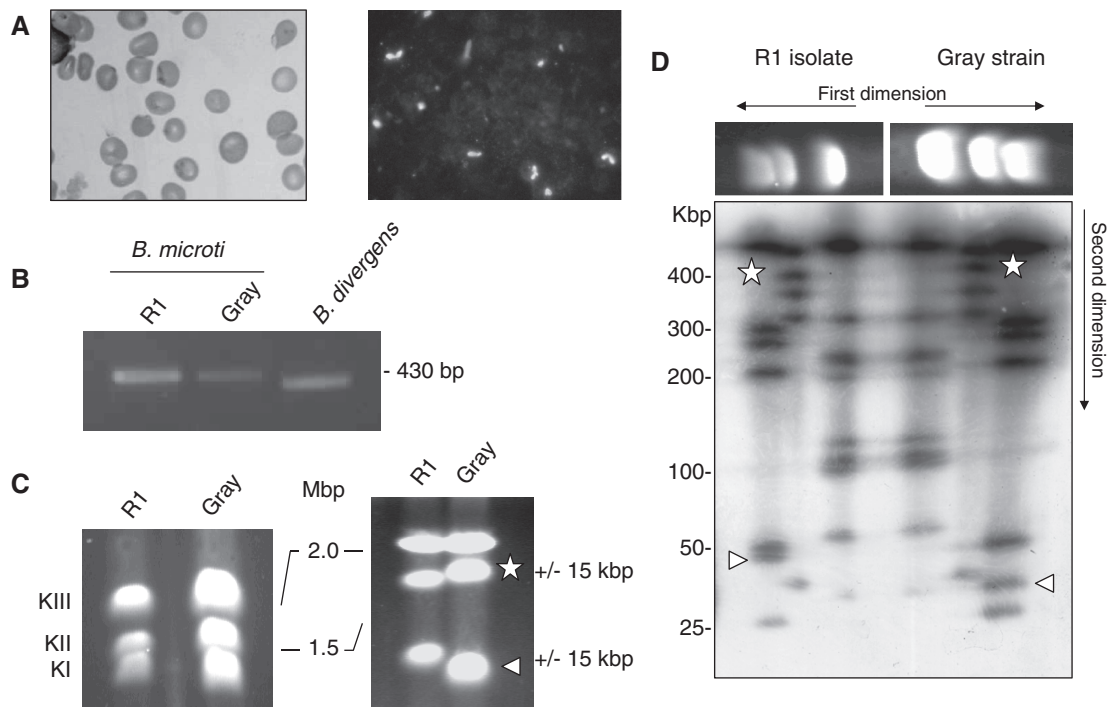 A
B
B. microti
R1
Gray
B. divergens
- 430 bp
C
R1
Gray
Mbp
R1
Gray
2.0
1.5
KIII
KII
KI
+/- 15 kbp
+/- 15 kbp
D
R1 isolate
Gray strain
First dimension
Kbp
400-
300-
200-
100-
50-
25-
Second dimension